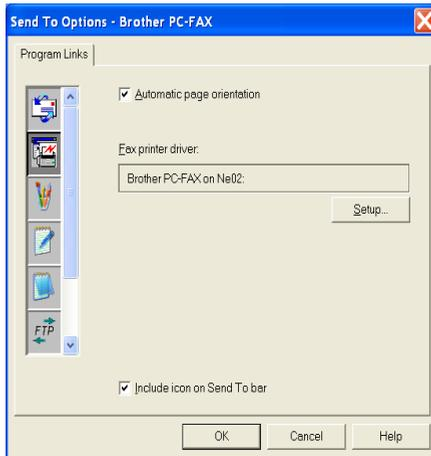 Send To Options - Brother PC-FAX
Program Links
Automatic page orientation
Fax printer driver:
Brother PC-FAX on Ne02:
Setup...
FTP
Include icon on Send To bar
OK Cancel Help